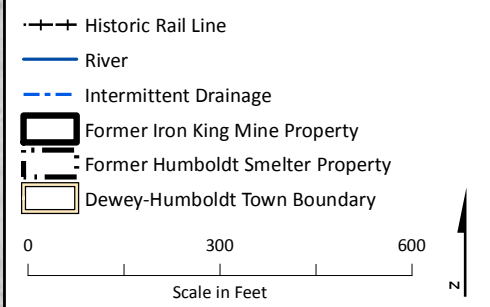 Historic Rail Line
River
Intermittent Drainage
Former Iron King Mine Property
Former Humboldt Smelter Property
Dewey-Humboldt Town Boundary
0 300 600
Scale in Feet
N